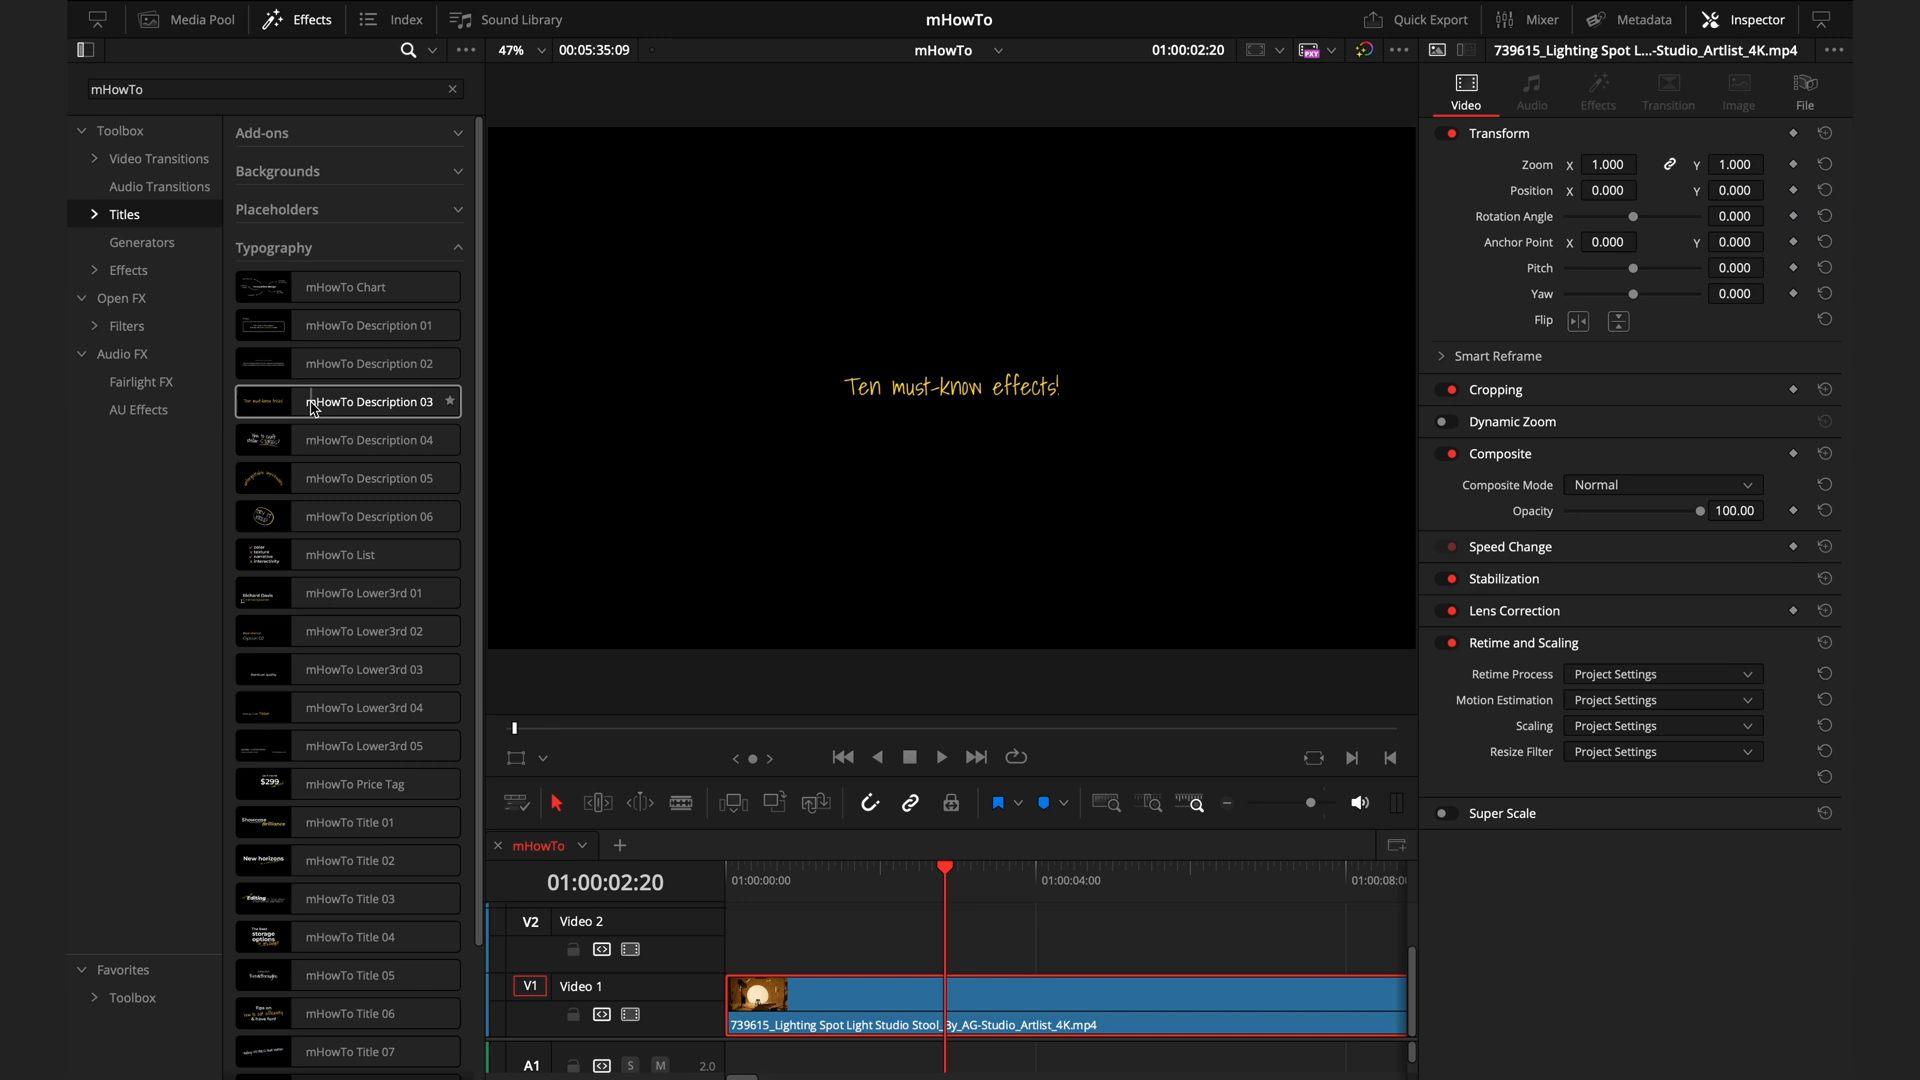 Media Pool
Effects
Index
Sound Library
mHowTo
Quick Export
Mixer
Metadata
Inspector
47%
00:05:35:09
mHowTo
01:00:02:20
PXY
739615_Lighting Spot L...-Studio_Artlist_4K.mp4
mHowTo
Toolbox
Video Transitions
Audio Transitions
Titles
Generators
Effects
Open FX
Filters
Audio FX
Fairlight FX
AU Effects
Favorites
Toolbox
Add-ons
Backgrounds
Placeholders
Typography
mHowTo Chart
mHowTo Description 01
mHowTo Description 02
mHowTo Description 03
mHowTo Description 04
mHowTo Description 05
mHowTo Description 06
mHowTo List
mHowTo Lower3rd 01
mHowTo Lower3rd 02
mHowTo Lower3rd 03
mHowTo Lower3rd 04
mHowTo Lower3rd 05
$299
mHowTo Price Tag
mHowTo Title 01
New horizons
mHowTo Title 02
Editing
mHowTo Title 03
storage
options
mHowTo Title 04
mHowTo Title 05
mHowTo Title 06
mHowTo Title 07
Ten must-know effects!
mHowTo
01:00:02:20
01:00:00:00
01:00:04:00
01:00:08:0
V2
Video 2
V1
Video 1
739615_Lighting Spot Light Studio Stool_By_AG-Studio_Artlist_4K.mp4
A1
S
M
2.0
Video
Audio
Effects
Transition
Image
File
Transform
Zoom X 1.000 Y 1.000
Position X 0.000 Y 0.000
Rotation Angle 0.000
Anchor Point X 0.000 Y 0.000
Pitch 0.000
Yaw 0.000
Flip
Smart Reframe
Cropping
Dynamic Zoom
Composite
Composite Mode Normal
Opacity 100.00
Speed Change
Stabilization
Lens Correction
Retime and Scaling
Retime Process Project Settings
Motion Estimation Project Settings
Scaling Project Settings
Resize Filter Project Settings
Super Scale